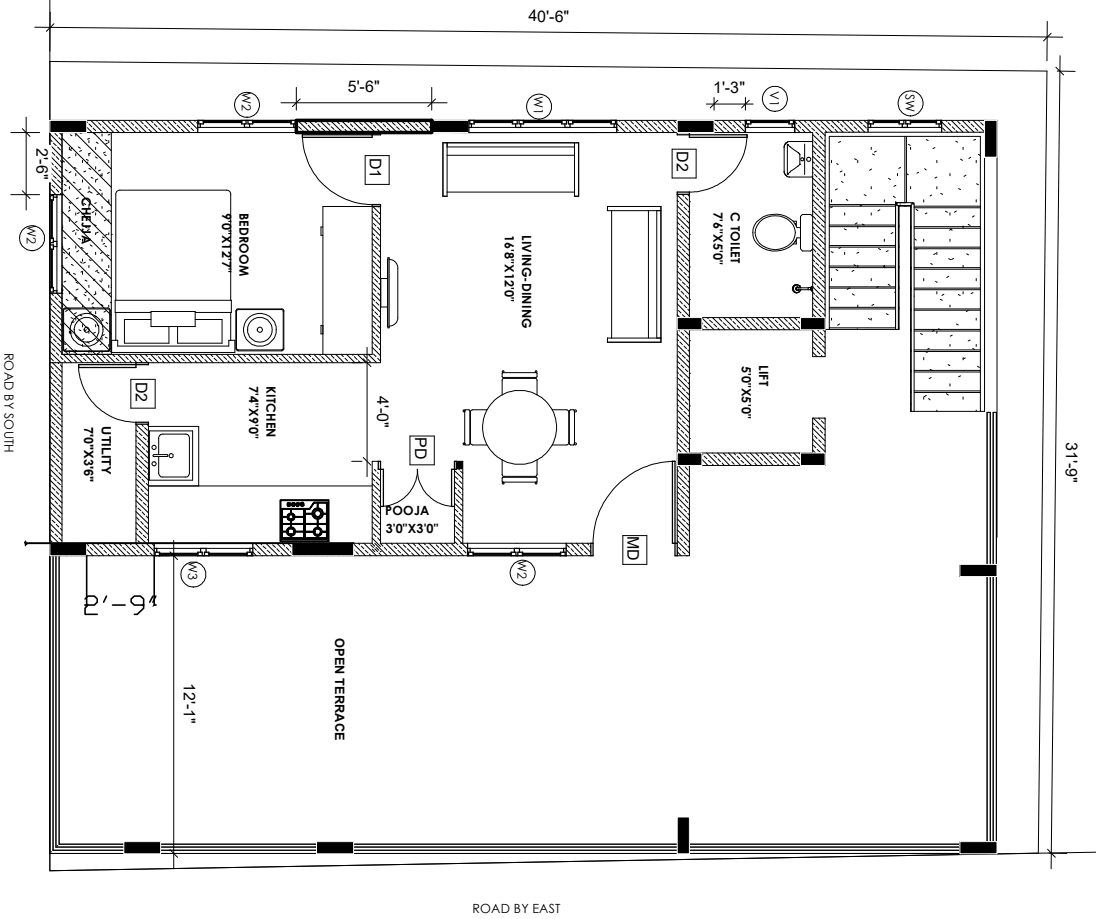 40'-6"
5'-6"
1'-3"
W2
W1
V1
SW
2'-6"
D1
D2
CHEJJA
BEDROOM
9'0"X12'7"
C TOILET
7'6"X5'0"
LIVING-DINING
16'8"X12'0"
W2
ROAD BY SOUTH
LIFT
5'0"X5'0"
D2
KITCHEN
7'4"X9'0"
4'-0"
UTILITY
7'0"X3'6"
PD
31'-9"
POOJA
3'0"X3'0"
MD
W3
W2
2'-6"
OPEN TERRACE
12'-1"
ROAD BY EAST